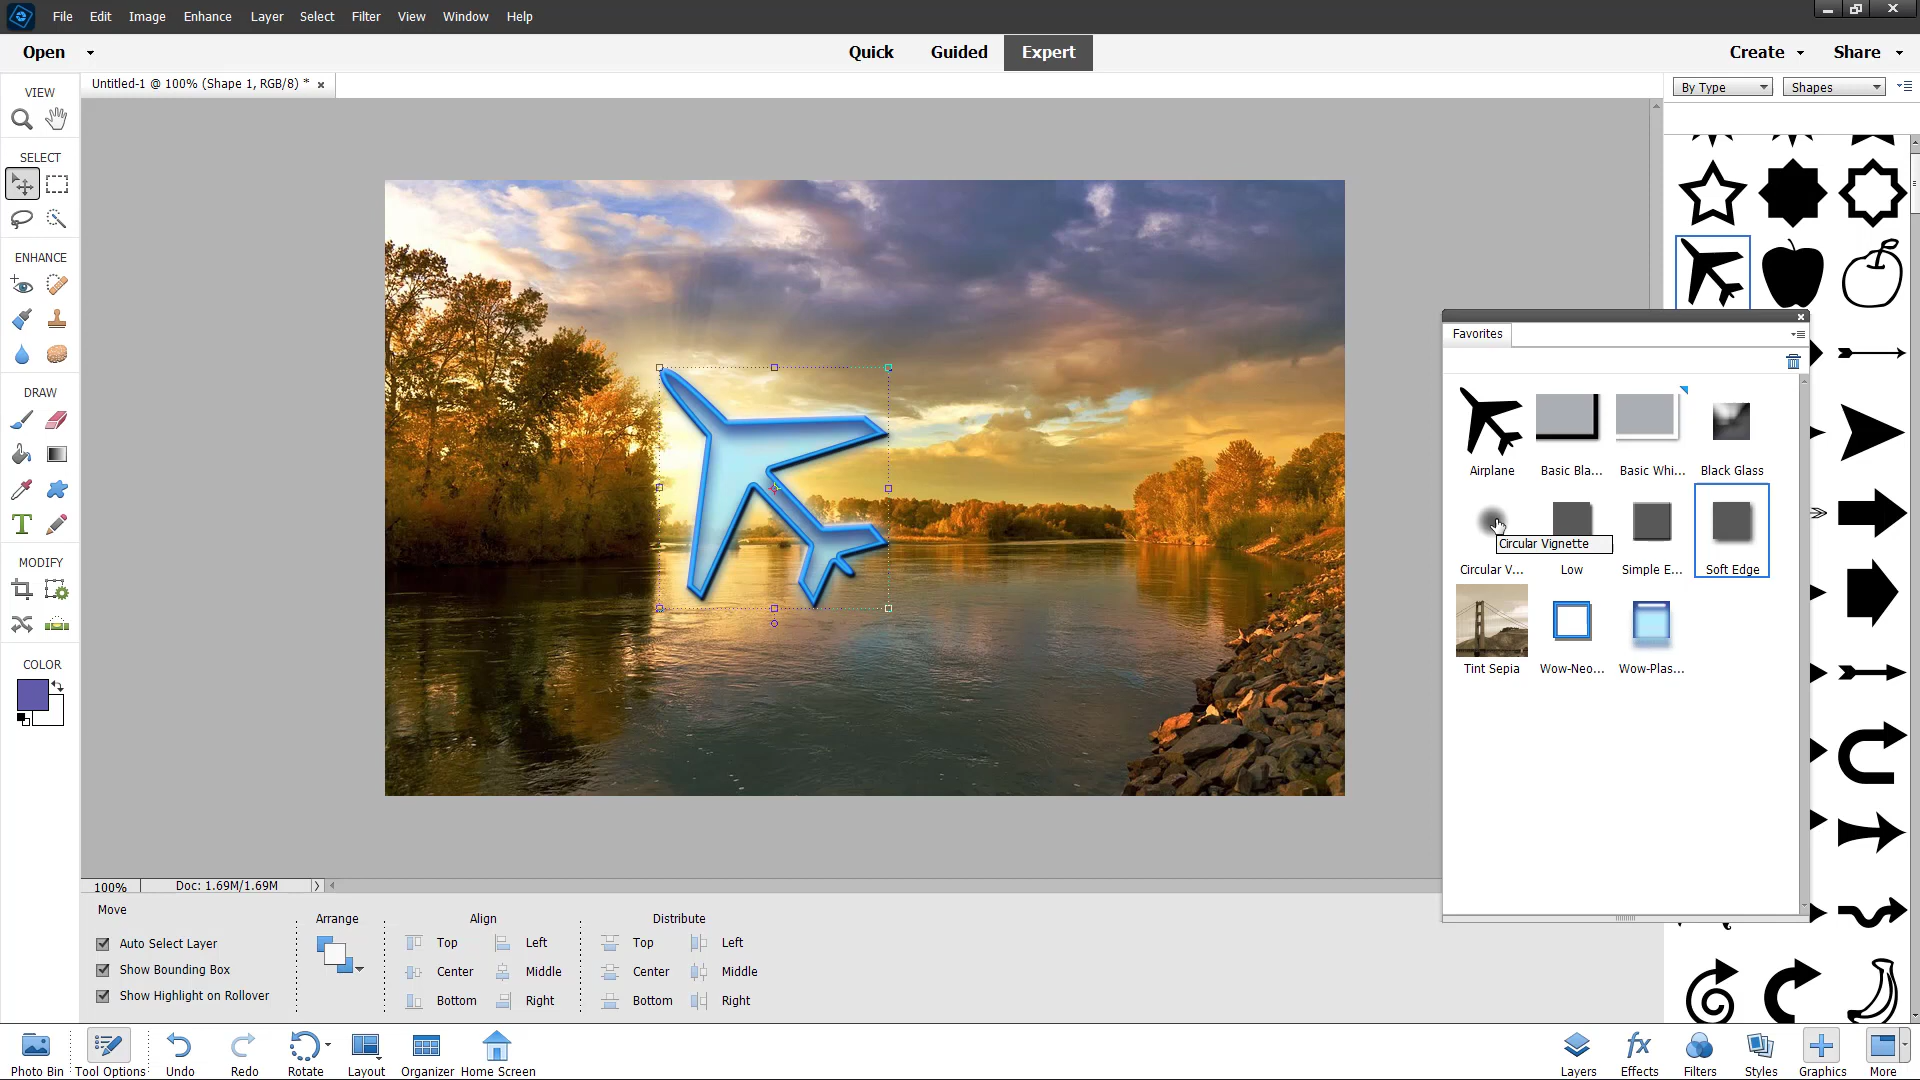 File Edit Image Enhance Layer Select Filter View Window Help
Open Quick Guided Expert Create Share
Untitled-1 @ 100% (Shape 1, RGB/8) * ×
By Type Shapes
VIEW
SELECT
ENHANCE
DRAW
MODIFY
COLOR
Favorites
Airplane Basic Bla... Basic Whi... Black Glass
Circular Vignette
Circular V... Low Simple E... Soft Edge
Tint Sepia Wow-Neo... Wow-Plas...
100% Doc: 1.69M/1.69M
Move
Auto Select Layer
Show Bounding Box
Show Highlight on Rollover
Arrange
Align
Top Left
Center Middle
Bottom Right
Distribute
Top Left
Center Middle
Bottom Right
Photo Bin Tool Options Undo Redo Rotate Layout Organizer Home Screen
fx
Layers Effects Filters Styles Graphics More